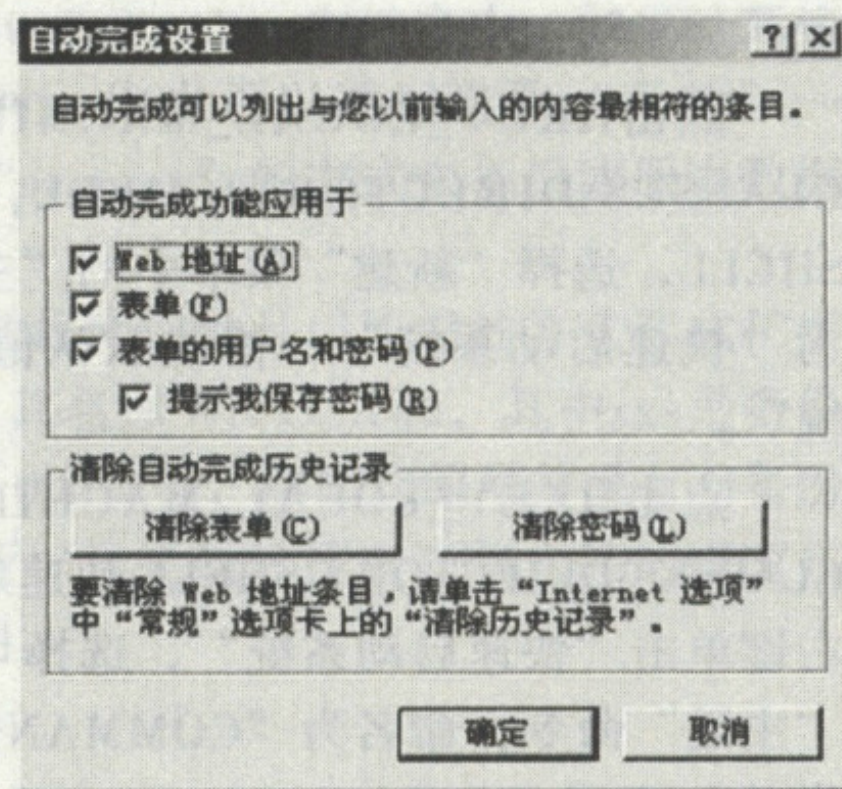 自动完成设置
自动完成可以列出与您以前输入的内容最相符的条目。
自动完成功能应用于
Web 地址(A)
表单(F)
表单的用户名和密码(P)
提示我保存密码(R)
清除自动完成历史记录
清除表单(C) 清除密码(L)
要清除 Web 地址条目，请单击“Internet 选项”
中“常规”选项卡上的“清除历史记录”。
确定 取消